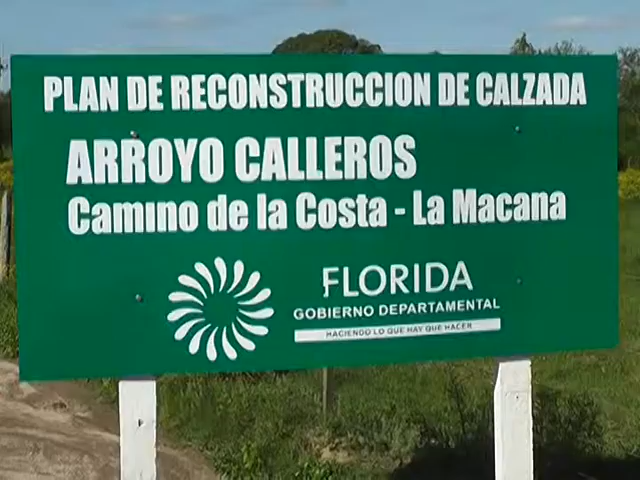 PLAN DE RECONSTRUCCION DE CALZADA
ARROYO CALLEROS
Camino de la Costa - La Macana
FLORIDA
GOBIERNO DEPARTAMENTAL
HACIENDO LO QUE HAY QUE HACER